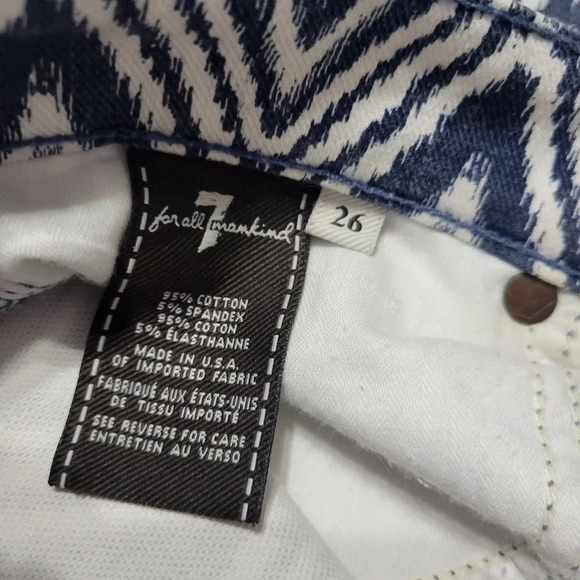 7
for all mankind
26
95% COTTON
5% SPANDEX
95% COTON
5% ÉLASTHANNE
MADE IN U.S.A.
OF IMPORTED FABRIC
FABRIQUÉ AUX ÉTATS-UNIS
DE TISSU IMPORTÉ
SEE REVERSE FOR CARE
ENTRETIEN AU VERSO